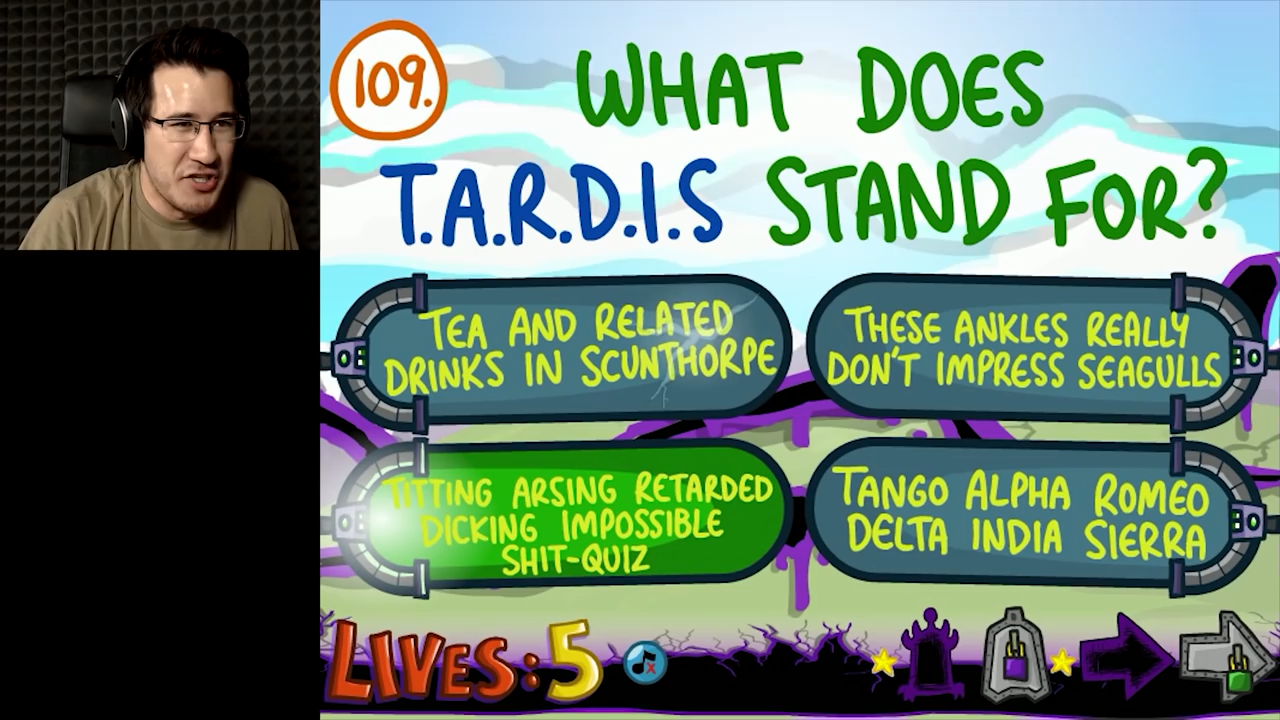 109.
WHAT DOES
T.A.R.D.I.S STAND FOR?
TEA AND RELATED
DRINKS IN SCUNTHORPE
THESE ANKLES REALLY
DON'T IMPRESS SEAGULLS
TITTING ARSING RETARDED
DICKING IMPOSSIBLE
SHIT-QUIZ
TANGO ALPHA ROMEO
DELTA INDIA SIERRA
LIVES: 5